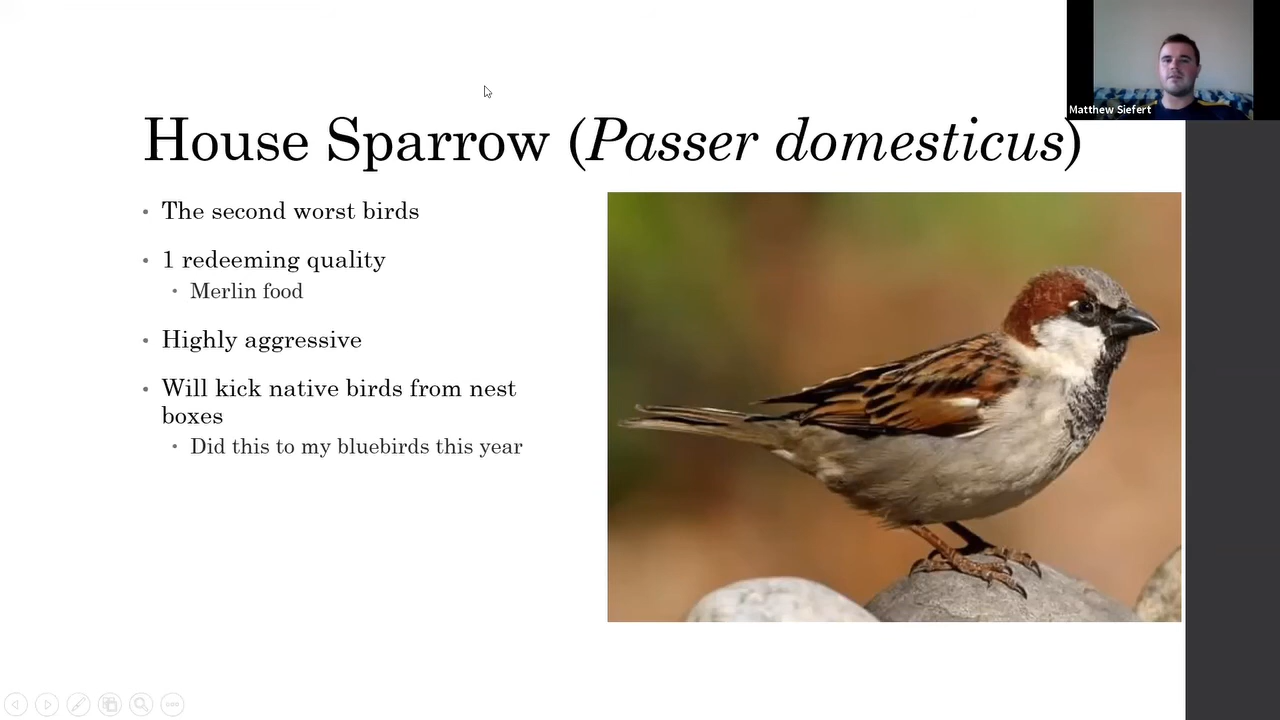 Matthew Siefert
House Sparrow (Passer domesticus)
The second worst birds
1 redeeming quality
Merlin food
Highly aggressive
Will kick native birds from nest
boxes
Did this to my bluebirds this year